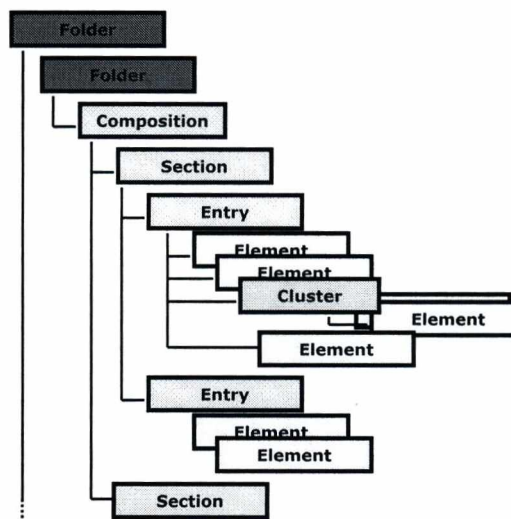 Folder
Folder
Composition
Section
Entry
Element
Element
Cluster
Element
Element
Entry
Element
Element
Section